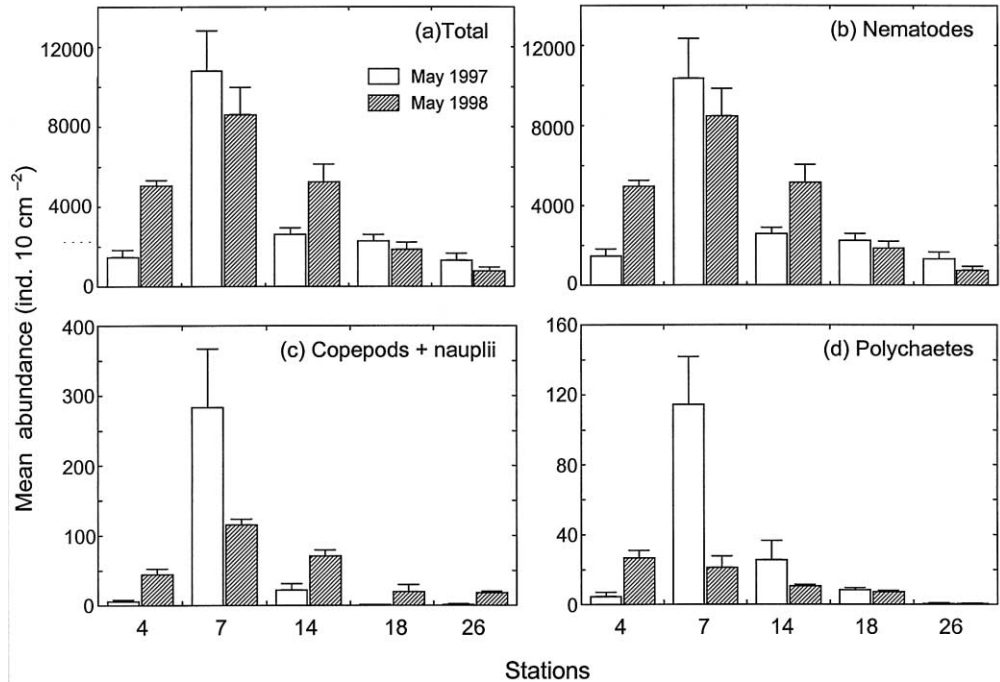 (a)Total
12000
8000
4000
0
May 1997
May 1998
(b) Nematodes
12000
8000
4000
0
Mean abundance (ind. 10 cm⁻²)
(c) Copepods + nauplii
400
300
200
100
0
(d) Polychaetes
160
120
80
40
0
4 7 14 18 26
4 7 14 18 26
Stations